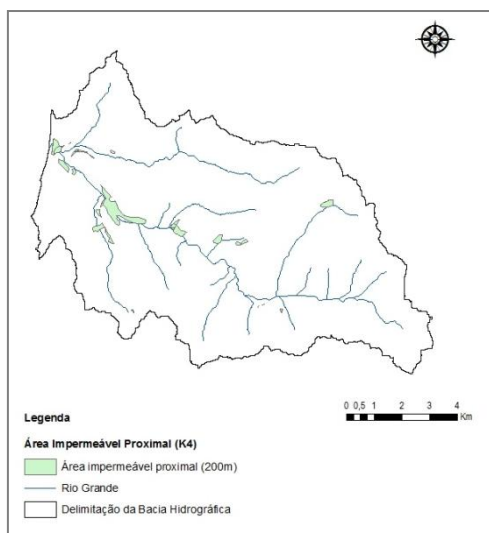 0 0,5 1 2 3 4
Km
Legenda
Área Impermeável Proximal (K4)
Área impermeável proximal (200m)
Rio Grande
Delimitação da Bacia Hidrográfica